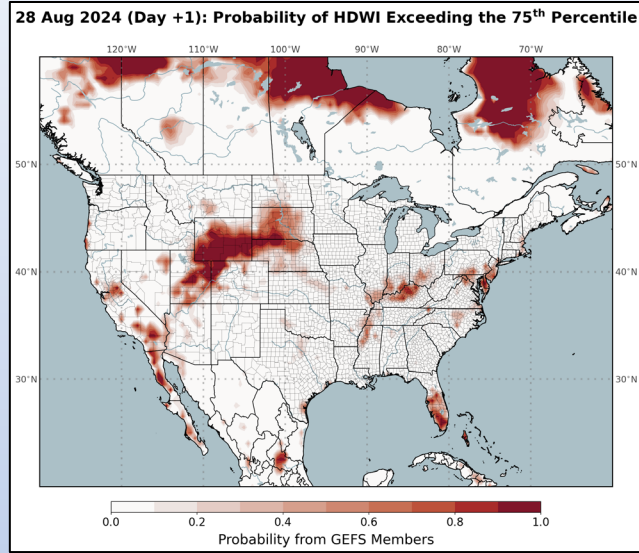 28 Aug 2024 (Day +1): Probability of HDWI Exceeding the 75th Percentile
120°W 110°W 100°W 90°W 80°W 70°W
50°N
50°N
40°N
40°N
30°N
30°N
0.0 0.2 0.4 0.6 0.8 1.0
Probability from GEFS Members